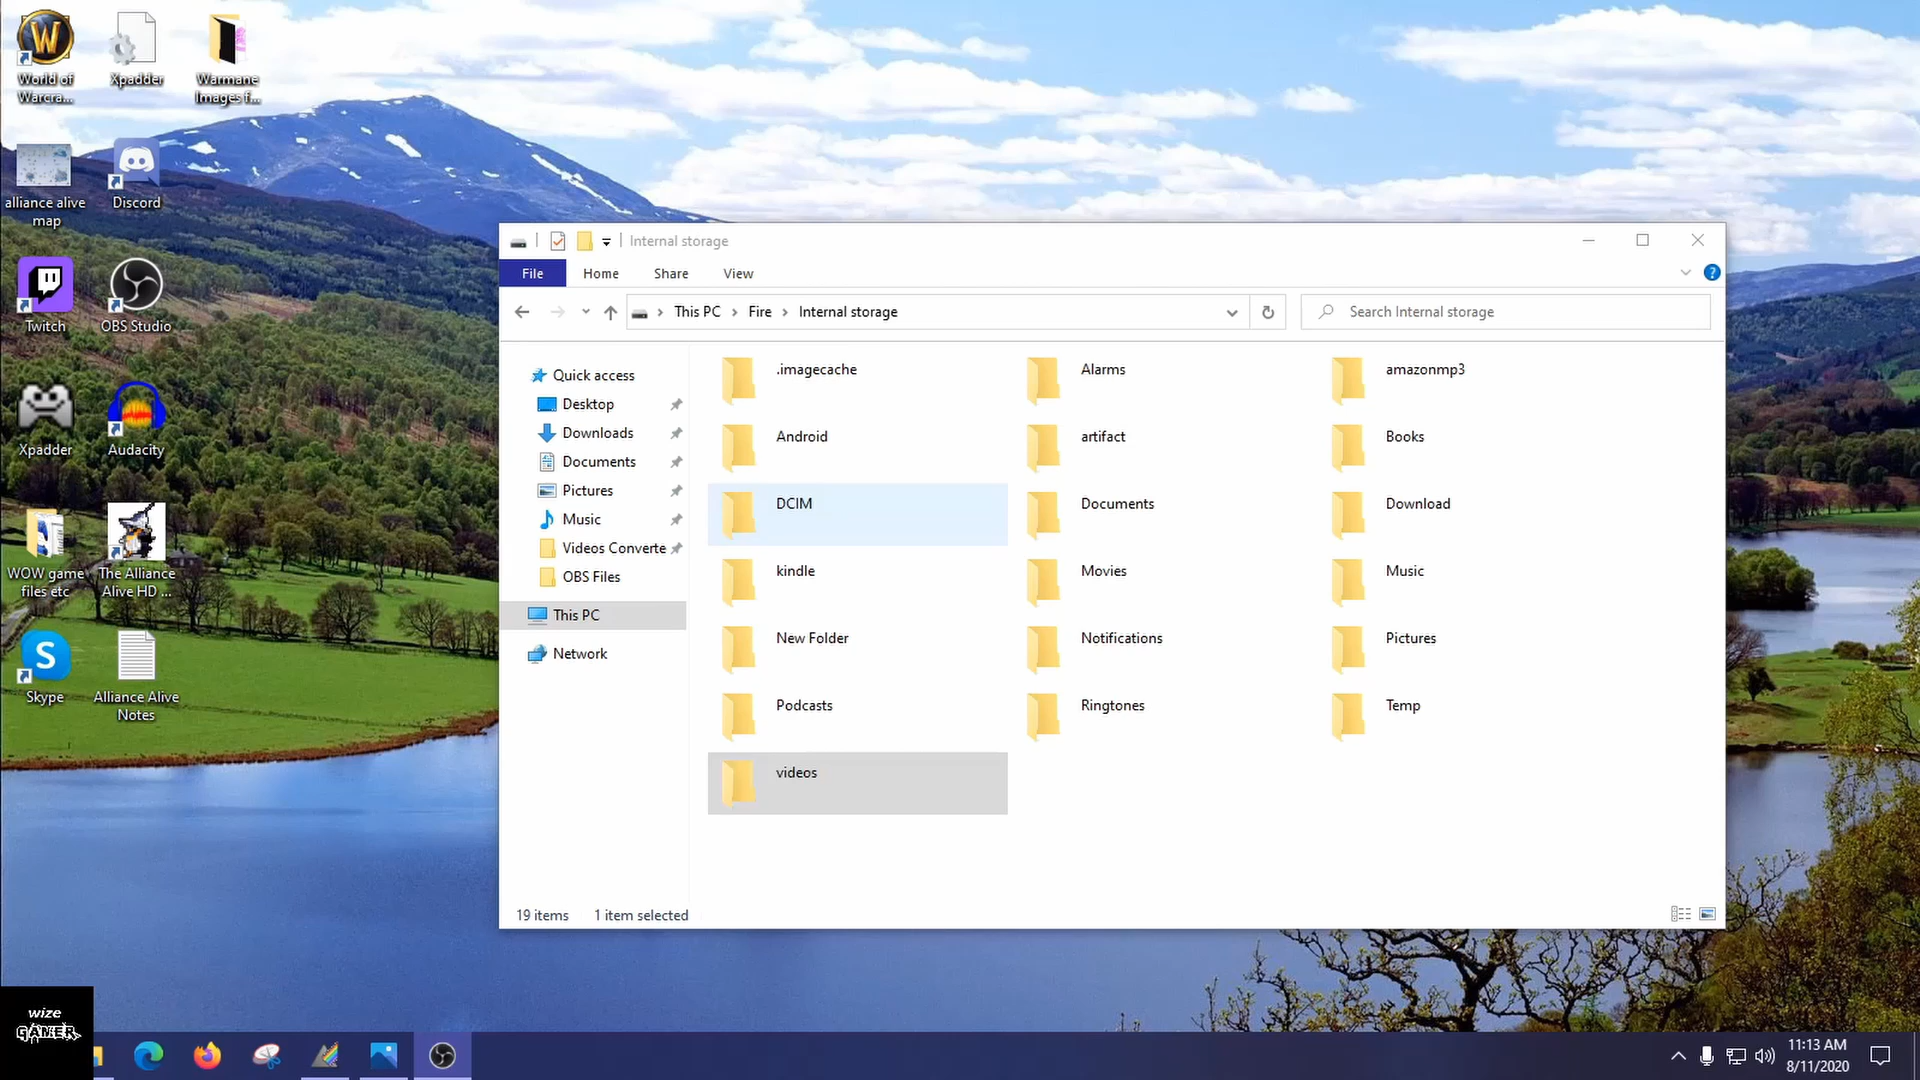 World of
Warcra...
Xpadder
Warmane
Images f...
alliance alive
map
Discord
Twitch
OBS Studio
Xpadder
Audacity
WOW game
files etc
The Alliance
Alive HD ...
Skype
Alliance Alive
Notes
Internal storage
File
Home
Share
View
This PC
Fire
Internal storage
Search Internal storage
Quick access
Desktop
Downloads
Documents
Pictures
Music
Videos Converte
OBS Files
This PC
Network
.imagecache
Alarms
amazonmp3
Android
artifact
Books
DCIM
Documents
Download
kindle
Movies
Music
New Folder
Notifications
Pictures
Podcasts
Ringtones
Temp
videos
19 items
1 item selected
wize
GAMER
11:13 AM
8/11/2020